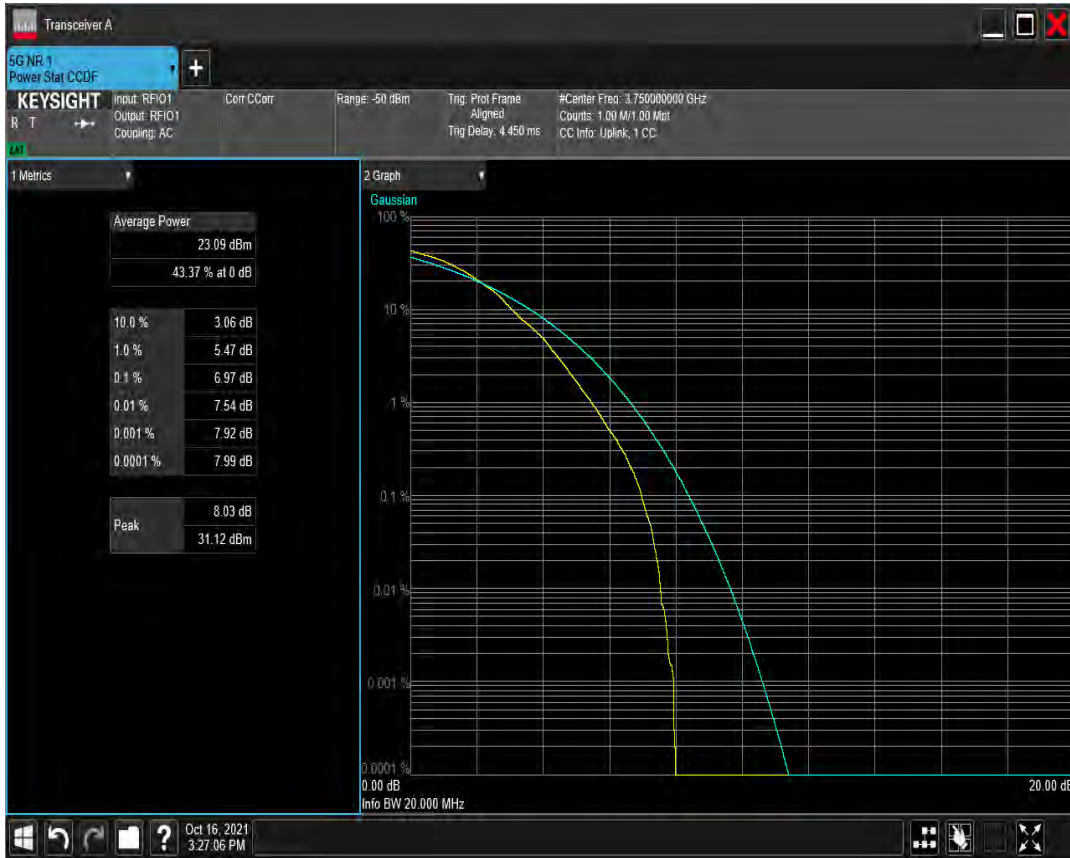 Transceiver A
5G NR 1
Power Stat CCDF
+
KEYSIGHT
R T
LXI
Input: RFIO1
Output: RFIO1
Coupling: AC
Corr CCorr
Range: -50 dBm
Trig: Prot Frame
Aligned
Trig Delay: 4.450 ms
#Center Freq: 3.750000000 GHz
Counts: 1.00 M/1.00 Mpt
CC Info: Uplink, 1 CC
1 Metrics
Average Power
23.09 dBm
43.37 % at 0 dB
10.0 % 3.06 dB
1.0 % 5.47 dB
0.1 % 6.97 dB
0.01 % 7.54 dB
0.001 % 7.92 dB
0.0001 % 7.99 dB
Peak
8.03 dB
31.12 dBm
2 Graph
Gaussian
100 %
10 %
1 %
0.1 %
0.01 %
0.001 %
0.0001 %
0.00 dB 20.00 dB
Info BW 20.000 MHz
?
Oct 16, 2021
3:27:06 PM